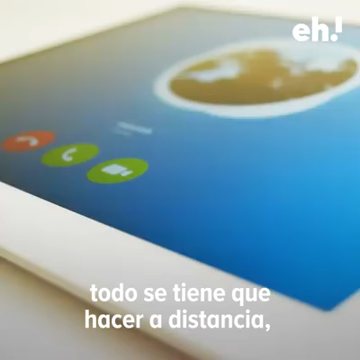 eh!
todo se tiene que
hacer a distancia,